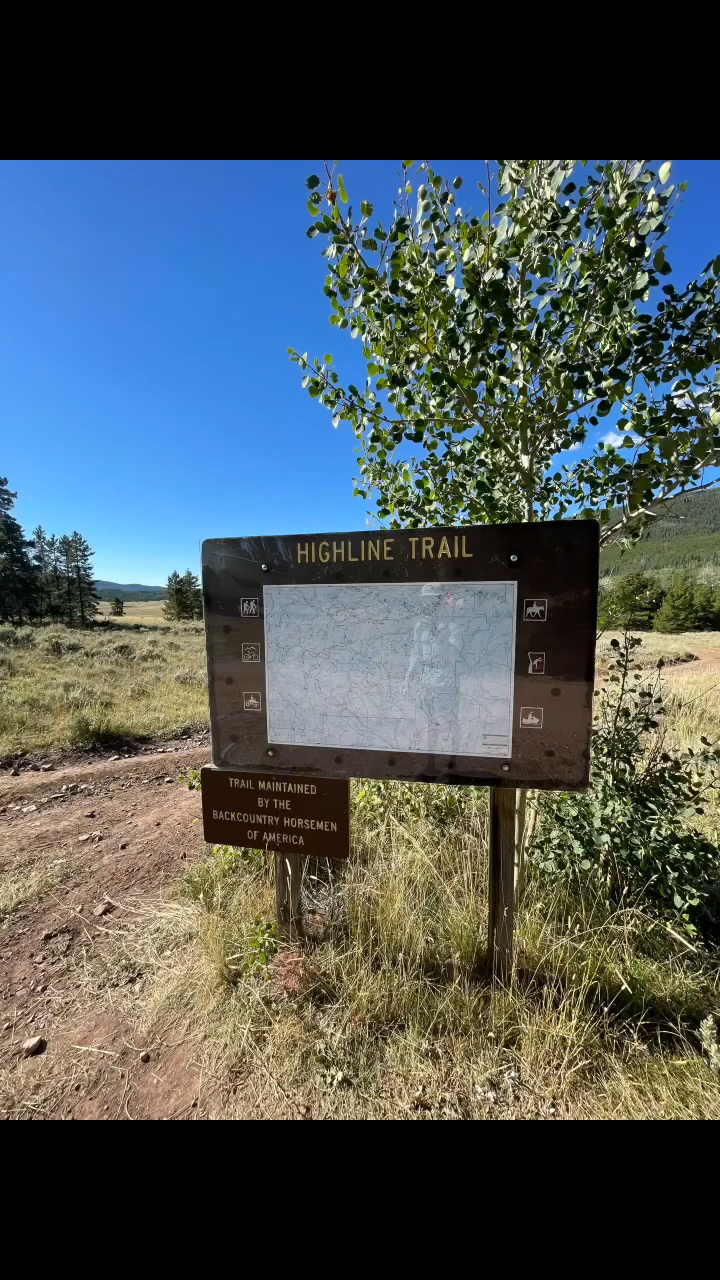 HIGHLINE TRAIL
TRAIL MAINTAINED
BY THE
BACKCOUNTRY HORSEMEN
OF AMERICA